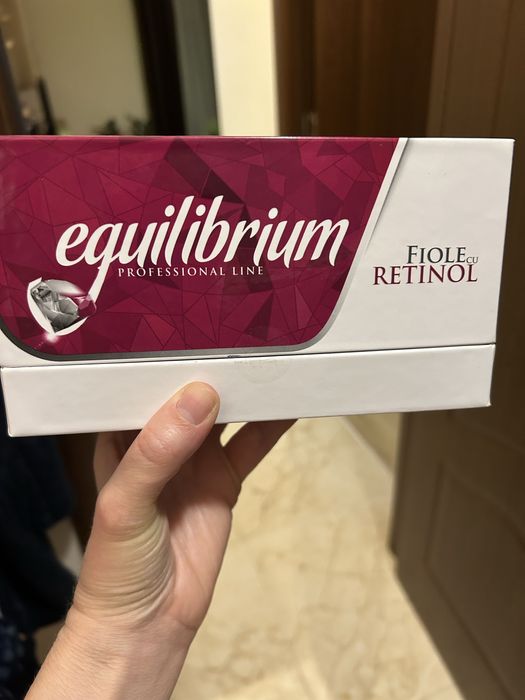 equilibrium
PROFESSIONAL LINE
FIOLE CU
RETINOL